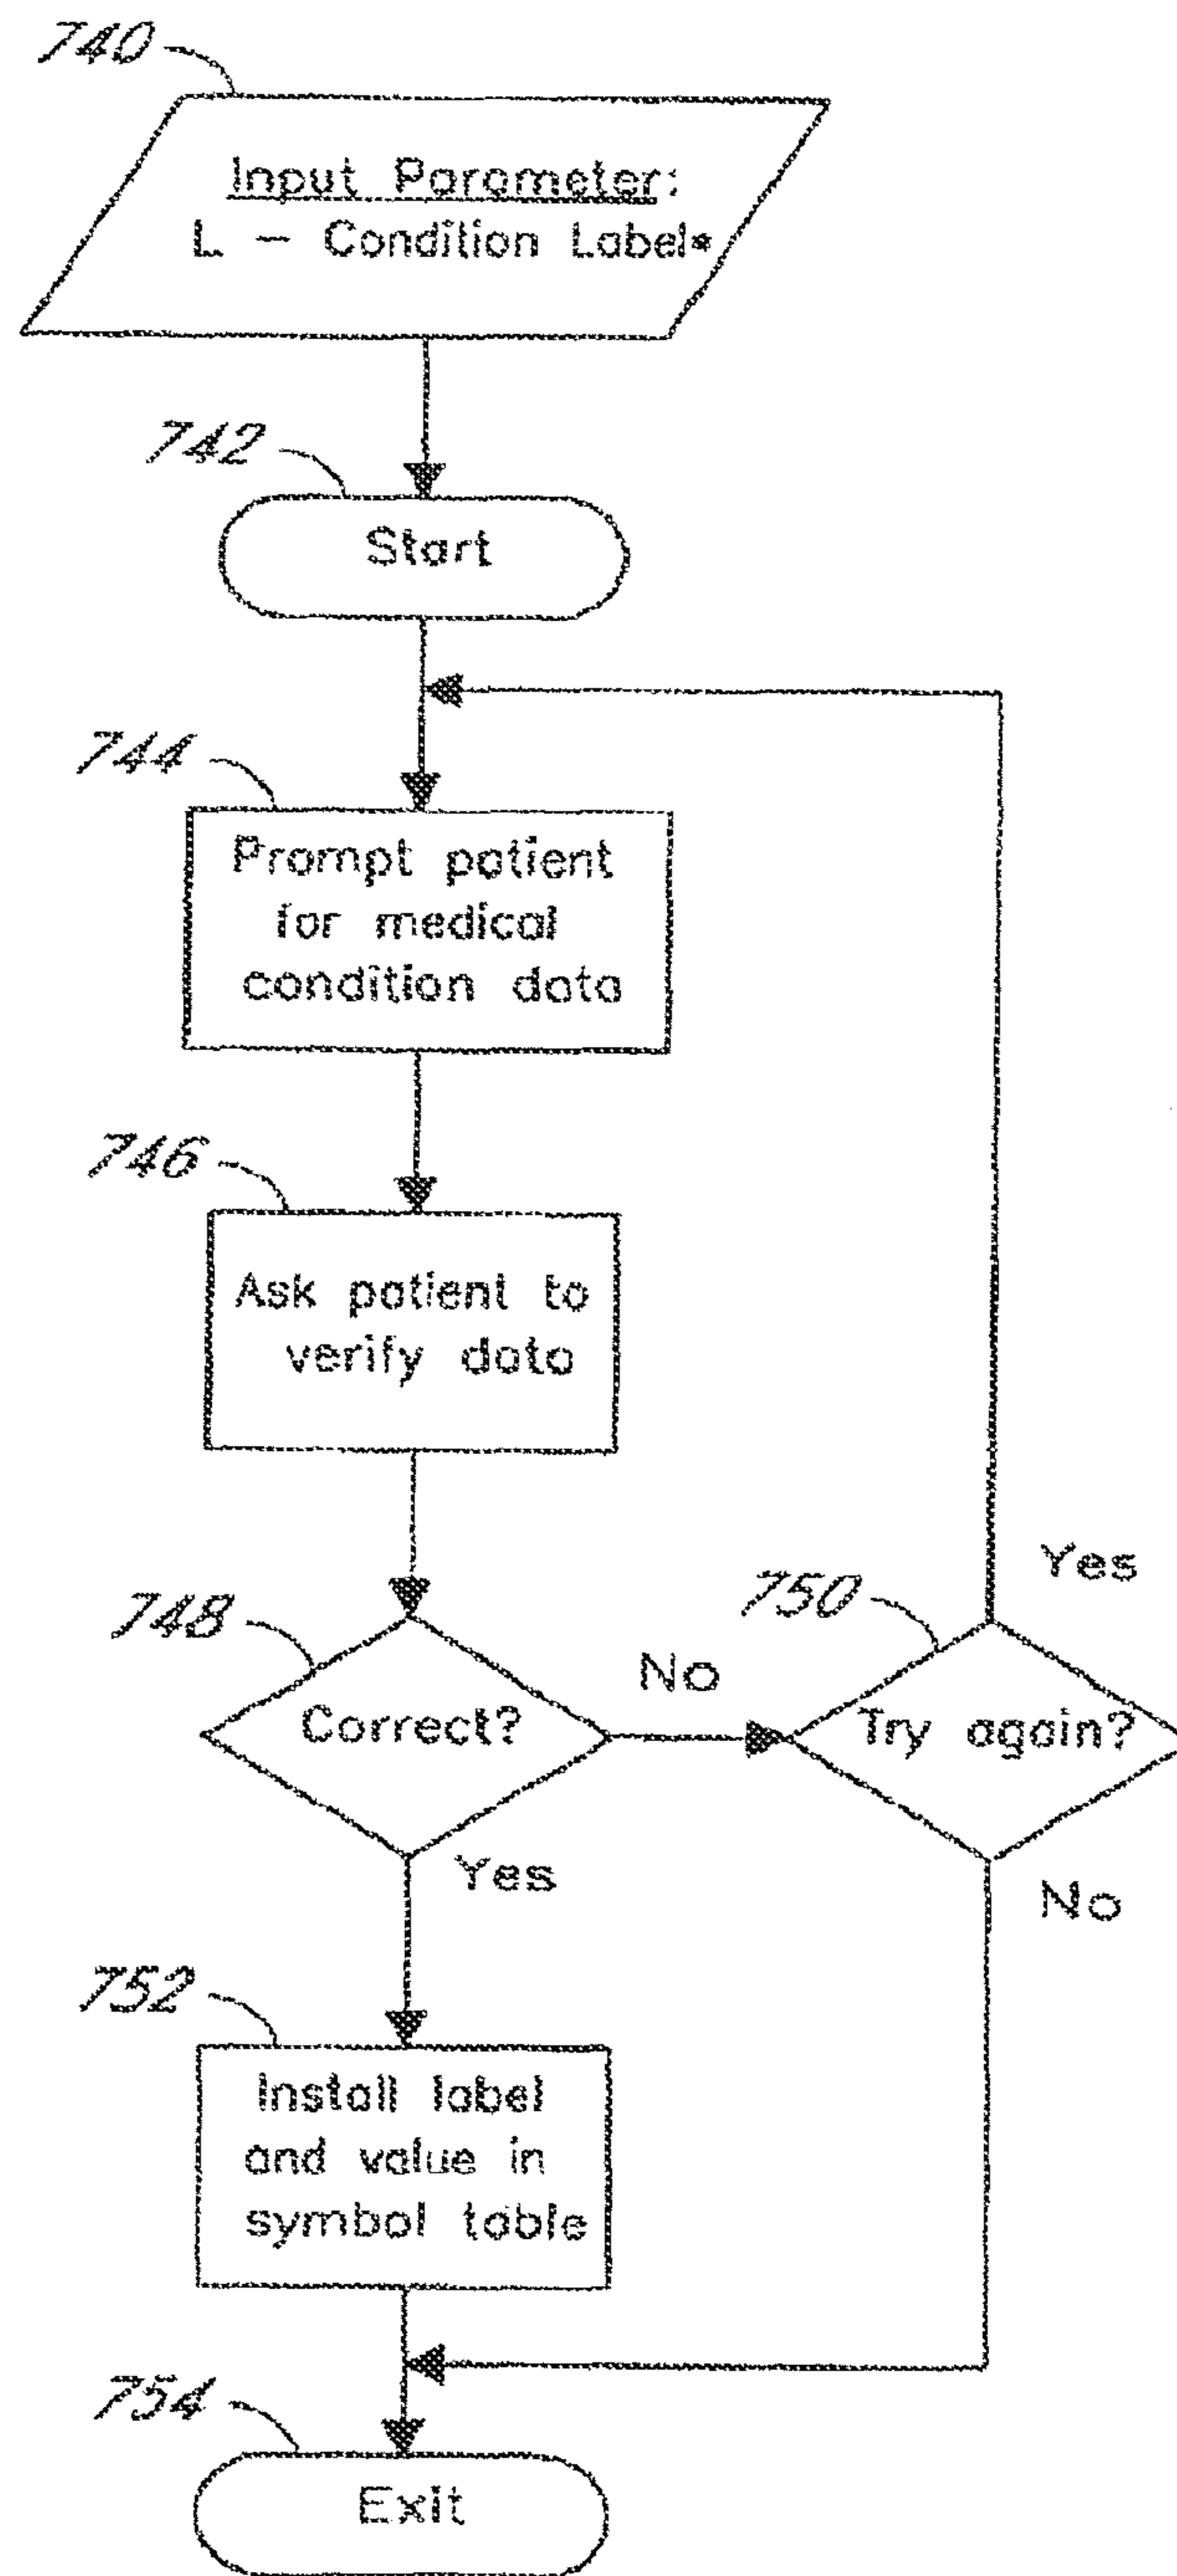 740
Input Parameter:
L - Condition Label*
742
Start
744
Prompt patient
for medical
condition data
746
Ask patient to
verify data
748
Correct?
No
750
Try again?
Yes
No
Yes
752
Install label
and value in
symbol table
754
Exit